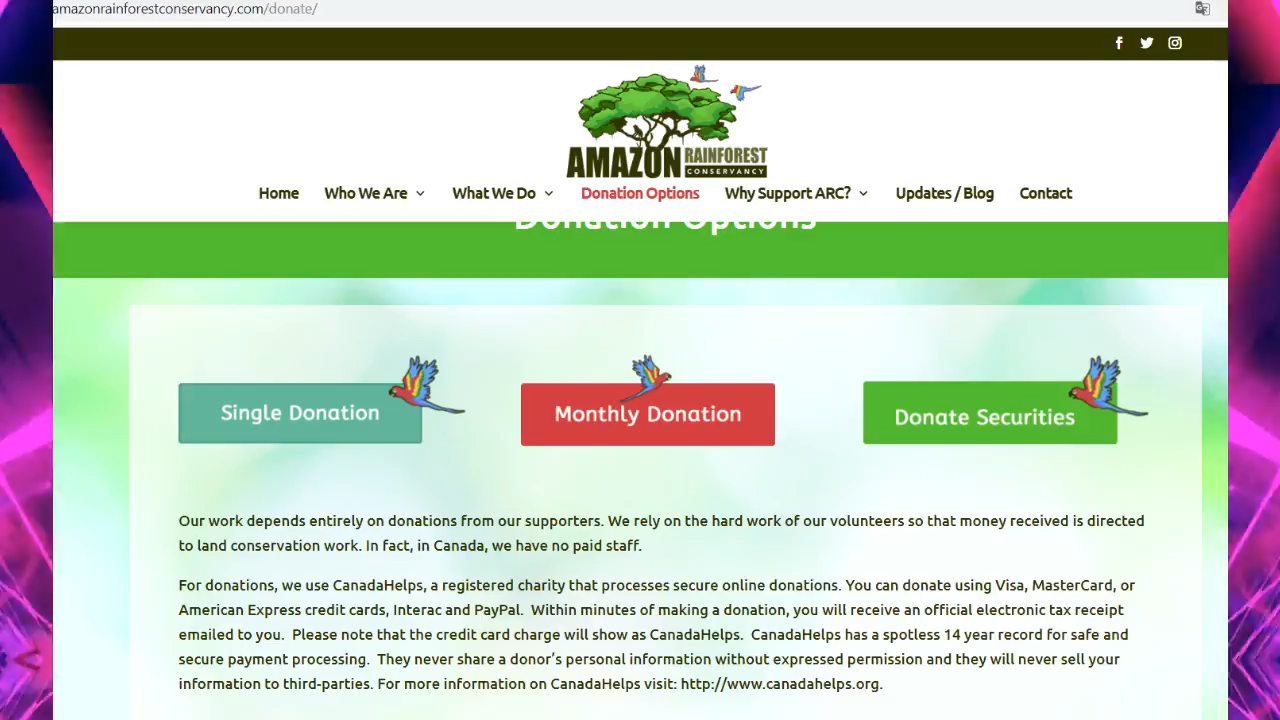 amazonrainforestconservancy.com/donate/
AMAZON RAINFOREST
CONSERVANCY
Home Who We Are What We Do Donation Options Why Support ARC? Updates / Blog Contact
Donation Options
Single Donation Monthly Donation Donate Securities
Our work depends entirely on donations from our supporters. We rely on the hard work of our volunteers so that money received is directed
to land conservation work. In fact, in Canada, we have no paid staff.
For donations, we use CanadaHelps, a registered charity that processes secure online donations. You can donate using Visa, MasterCard, or
American Express credit cards, Interac and PayPal. Within minutes of making a donation, you will receive an official electronic tax receipt
emailed to you. Please note that the credit card charge will show as CanadaHelps. CanadaHelps has a spotless 14 year record for safe and
secure payment processing. They never share a donor’s personal information without expressed permission and they will never sell your
information to third-parties. For more information on CanadaHelps visit: http://www.canadahelps.org.